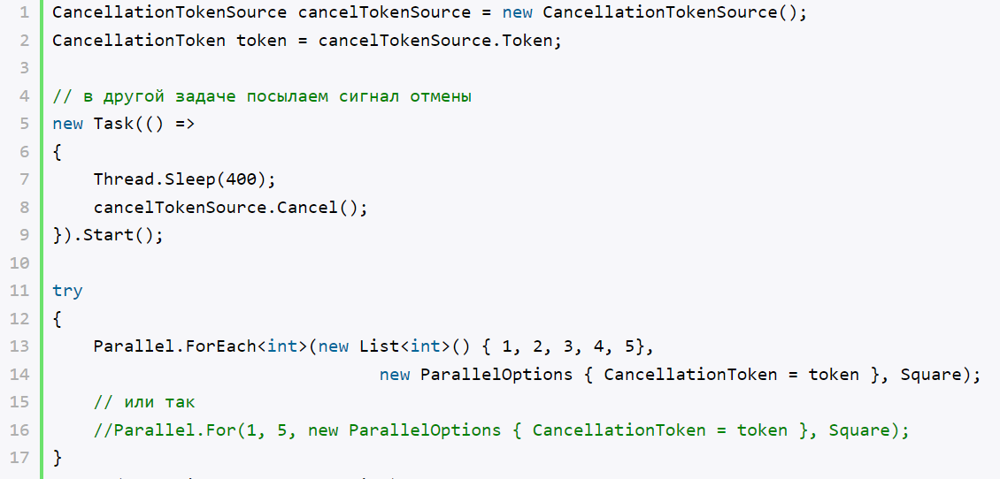 1 CancellationTokenSource cancelTokenSource = new CancellationTokenSource();
2 CancellationToken token = cancelTokenSource.Token;
3
4 // в другой задаче посылаем сигнал отмены
5 new Task(() =>
6 {
7     Thread.Sleep(400);
8     cancelTokenSource.Cancel();
9 }).Start();
10
11 try
12 {
13     Parallel.ForEach<int>(new List<int>() { 1, 2, 3, 4, 5},
14                                 new ParallelOptions { CancellationToken = token }, Square);
15     // или так
16     //Parallel.For(1, 5, new ParallelOptions { CancellationToken = token }, Square);
17 }